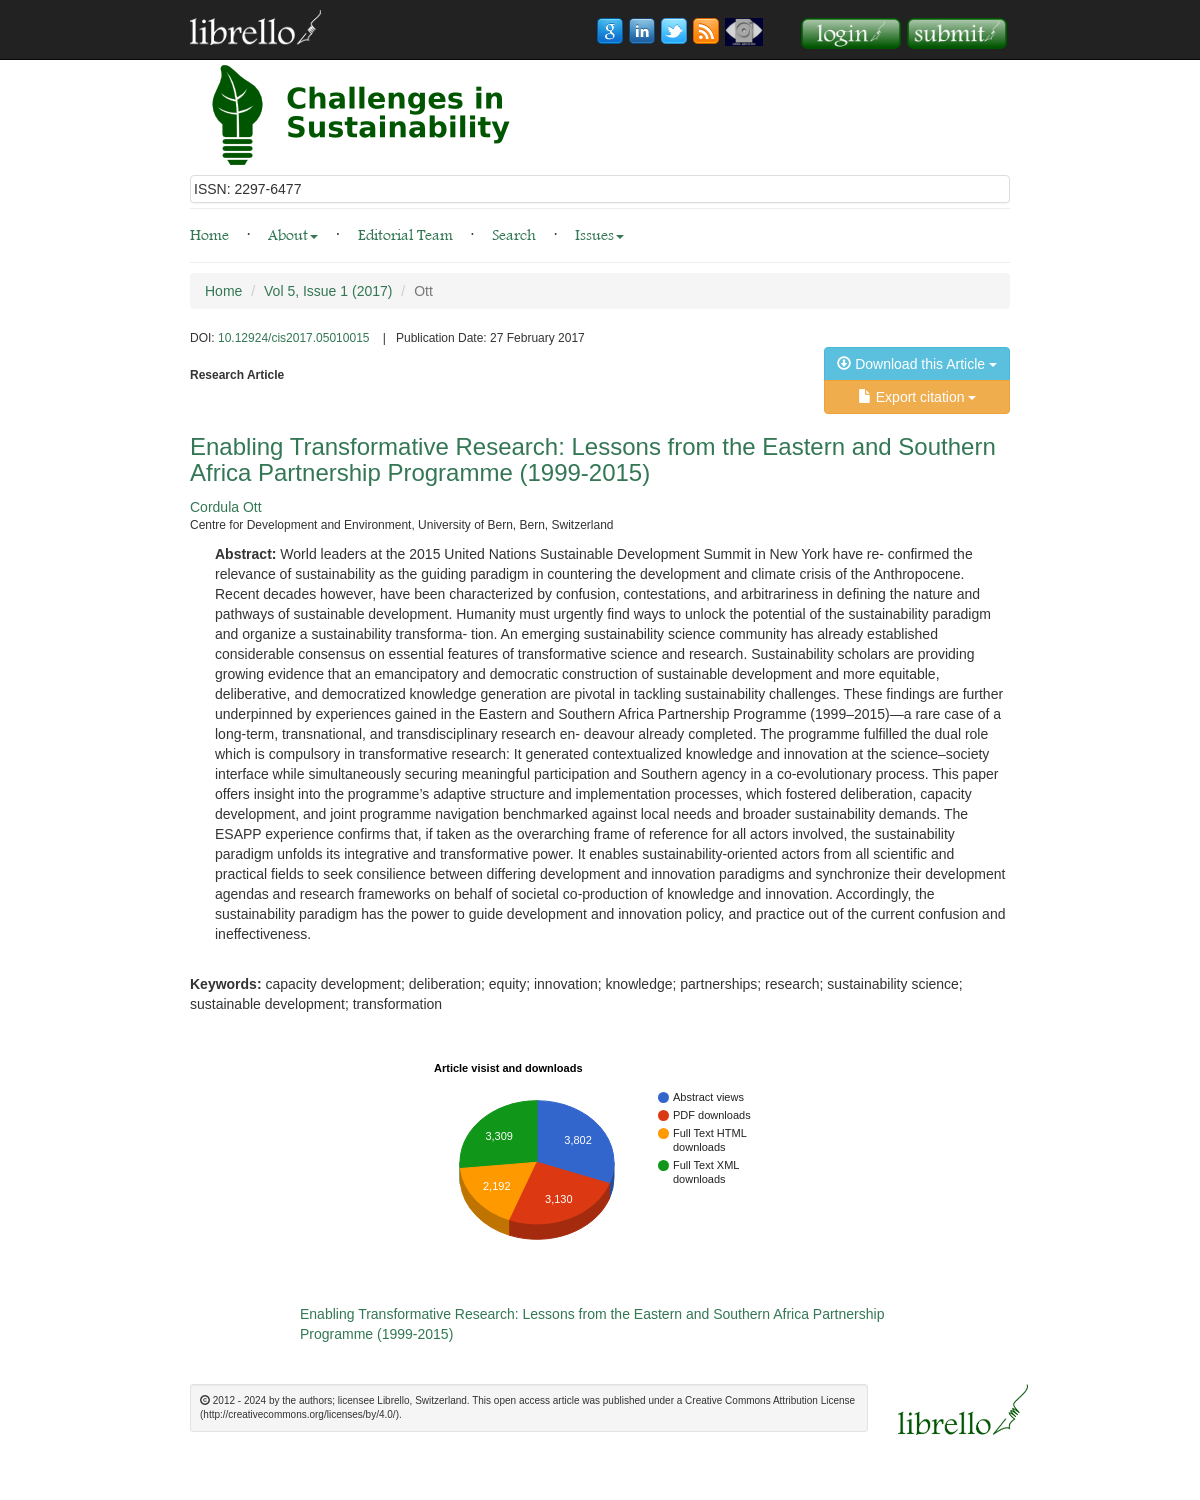 librello
login
submit
Challenges in
Sustainability
ISSN: 2297-6477
Home · About · Editorial Team · Search · Issues
Home / Vol 5, Issue 1 (2017) / Ott
DOI: 10.12924/cis2017.05010015 | Publication Date: 27 February 2017
Download this Article
Research Article
Export citation
Enabling Transformative Research: Lessons from the Eastern and Southern
Africa Partnership Programme (1999-2015)
Cordula Ott
Centre for Development and Environment, University of Bern, Bern, Switzerland
Abstract: World leaders at the 2015 United Nations Sustainable Development Summit in New York have re- confirmed the
relevance of sustainability as the guiding paradigm in countering the development and climate crisis of the Anthropocene.
Recent decades however, have been characterized by confusion, contestations, and arbitrariness in defining the nature and
pathways of sustainable development. Humanity must urgently find ways to unlock the potential of the sustainability paradigm
and organize a sustainability transforma- tion. An emerging sustainability science community has already established
considerable consensus on essential features of transformative science and research. Sustainability scholars are providing
growing evidence that an emancipatory and democratic construction of sustainable development and more equitable,
deliberative, and democratized knowledge generation are pivotal in tackling sustainability challenges. These findings are further
underpinned by experiences gained in the Eastern and Southern Africa Partnership Programme (1999–2015)—a rare case of a
long-term, transnational, and transdisciplinary research en- deavour already completed. The programme fulfilled the dual role
which is compulsory in transformative research: It generated contextualized knowledge and innovation at the science–society
interface while simultaneously securing meaningful participation and Southern agency in a co-evolutionary process. This paper
offers insight into the programme’s adaptive structure and implementation processes, which fostered deliberation, capacity
development, and joint programme navigation benchmarked against local needs and broader sustainability demands. The
ESAPP experience confirms that, if taken as the overarching frame of reference for all actors involved, the sustainability
paradigm unfolds its integrative and transformative power. It enables sustainability-oriented actors from all scientific and
practical fields to seek consilience between differing development and innovation paradigms and synchronize their development
agendas and research frameworks on behalf of societal co-production of knowledge and innovation. Accordingly, the
sustainability paradigm has the power to guide development and innovation policy, and practice out of the current confusion and
ineffectiveness.
Keywords: capacity development; deliberation; equity; innovation; knowledge; partnerships; research; sustainability science;
sustainable development; transformation
Article visist and downloads
Abstract views
PDF downloads
Full Text HTML
downloads
Full Text XML
downloads
3,309
3,802
2,192
3,130
Enabling Transformative Research: Lessons from the Eastern and Southern Africa Partnership
Programme (1999-2015)
© 2012 - 2024 by the authors; licensee Librello, Switzerland. This open access article was published under a Creative Commons Attribution License
(http://creativecommons.org/licenses/by/4.0/).
librello